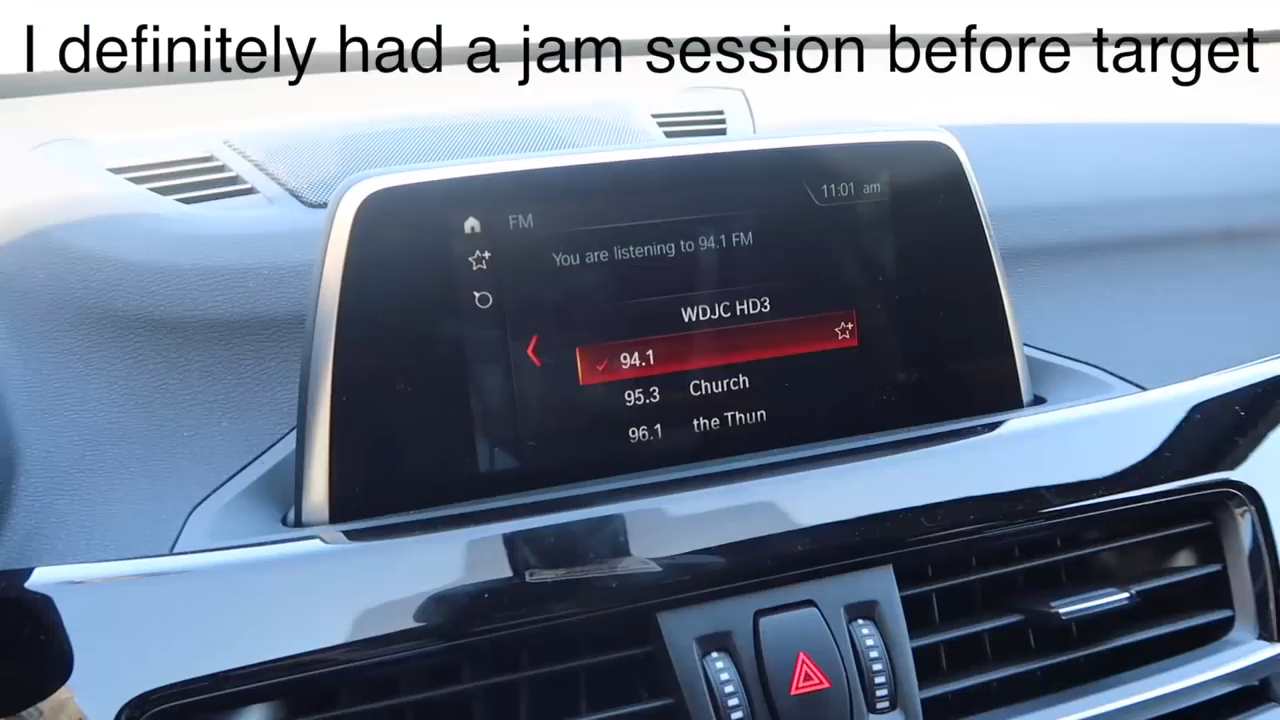 I definitely had a jam session before target
11:01 am
FM
You are listening to 94.1 FM
WDJC HD3
94.1
95.3 Church
96.1 the Thun